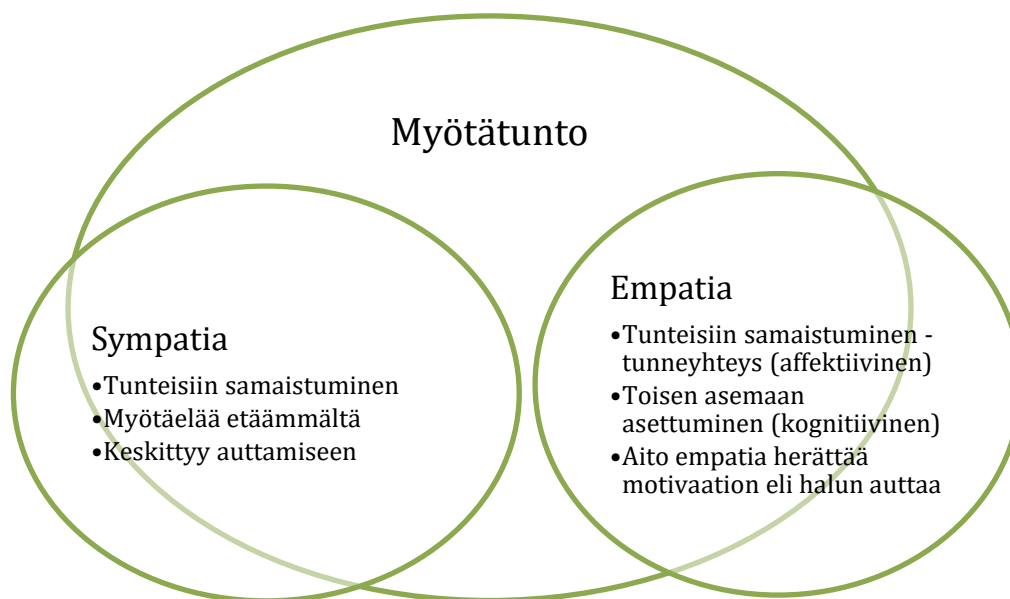 Myötätunto
Sympatia
•Tunteisiin samaistuminen
•Myötäelää etäämmältä
•Keskittyy auttamiseen
Empatia
•Tunteisiin samaistuminen -
tunneyhteys (affektiivinen)
•Toisen asemaan
asettuminen (kognitiivinen)
•Aito empatia herättää
motivaation eli halun auttaa